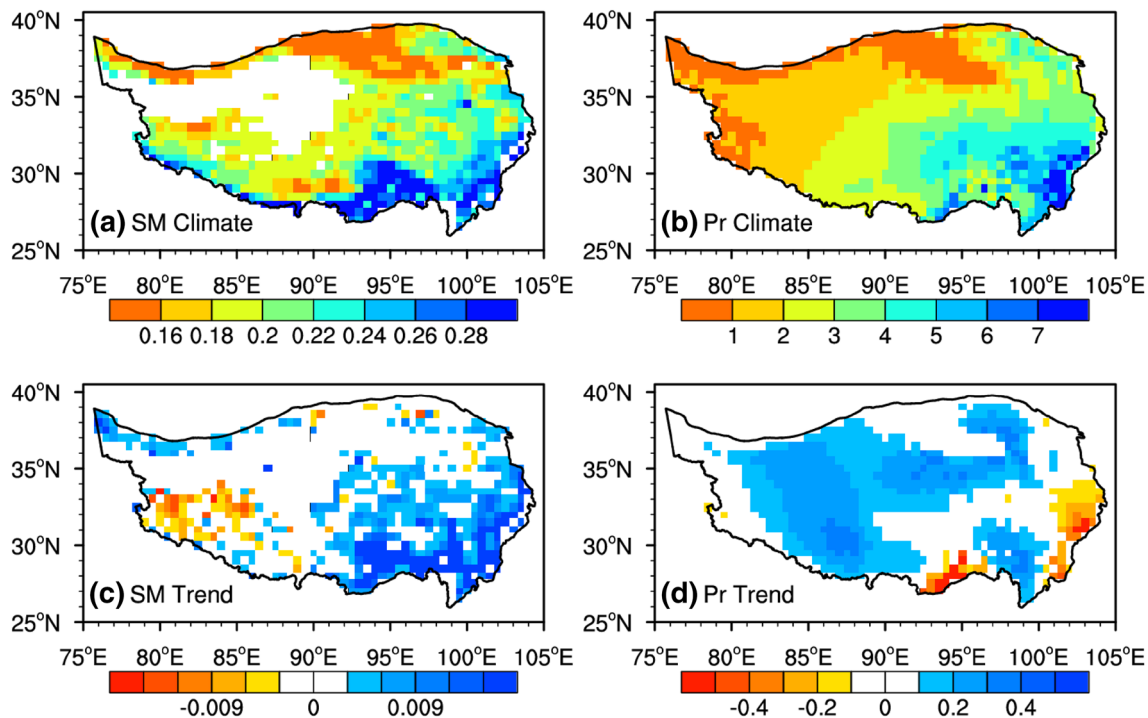 40°N 35°N 30°N 25°N
(a) SM Climate
75°E 80°E 85°E 90°E 95°E 100°E 105°E
0.16 0.18 0.2 0.22 0.24 0.26 0.28
40°N 35°N 30°N 25°N
(b) Pr Climate
75°E 80°E 85°E 90°E 95°E 100°E 105°E
1 2 3 4 5 6 7
40°N 35°N 30°N 25°N
(c) SM Trend
75°E 80°E 85°E 90°E 95°E 100°E 105°E
-0.009 0 0.009
40°N 35°N 30°N 25°N
(d) Pr Trend
75°E 80°E 85°E 90°E 95°E 100°E 105°E
-0.4 -0.2 0 0.2 0.4